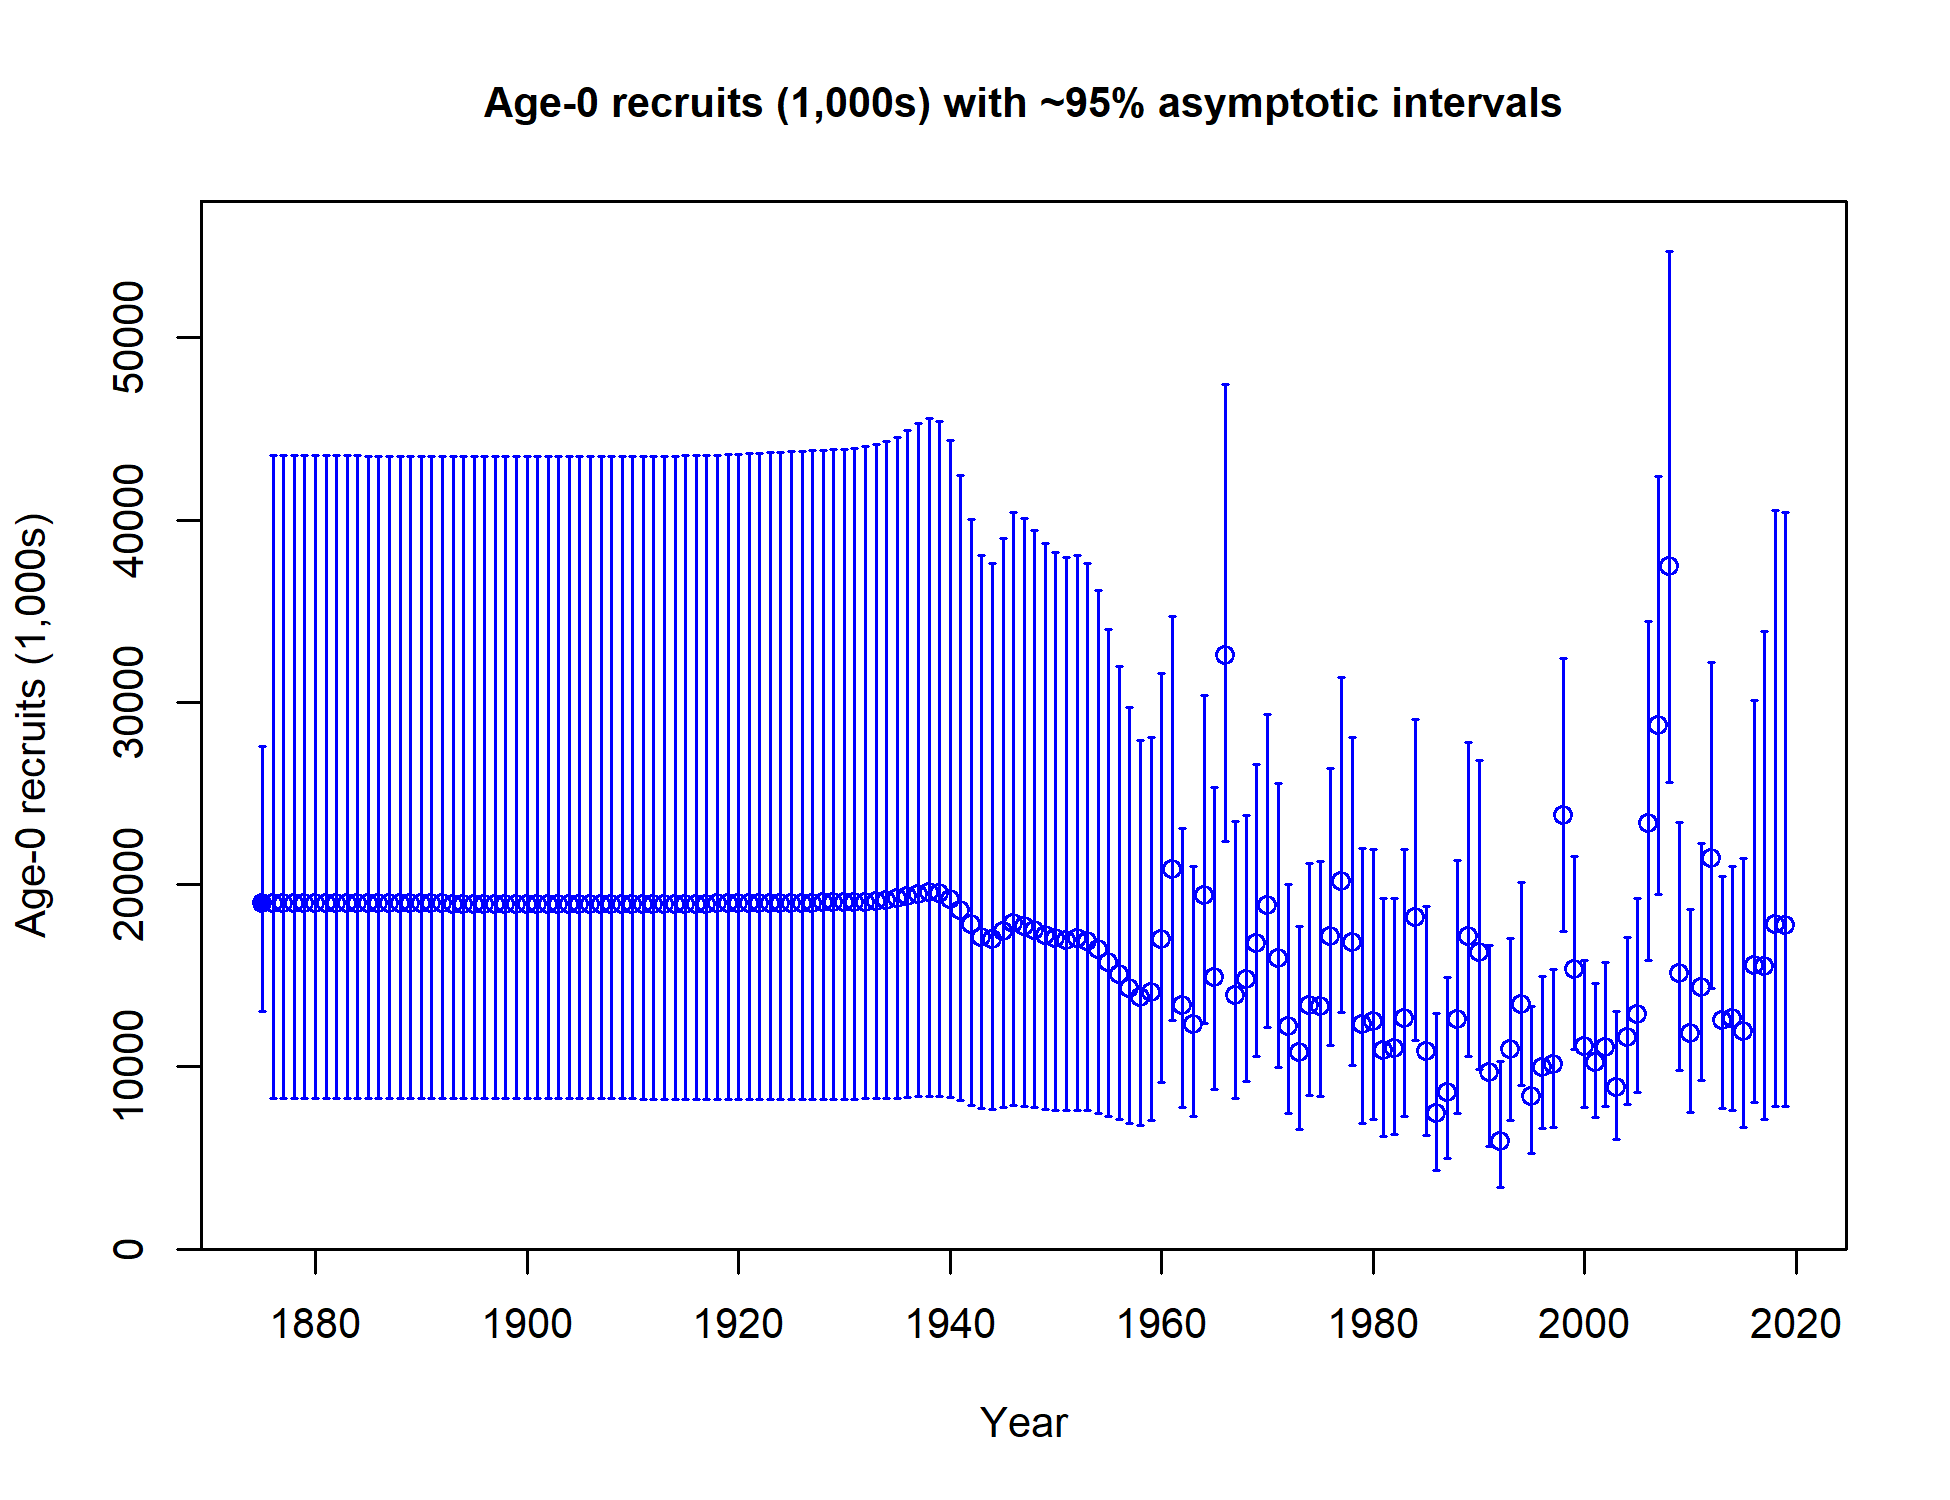 Age-0 recruits (1,000s) with ~95% asymptotic intervals
Age-0 recruits (1,000s)
50000
40000
30000
20000
10000
0
1880 1900 1920 1940 1960 1980 2000 2020
Year